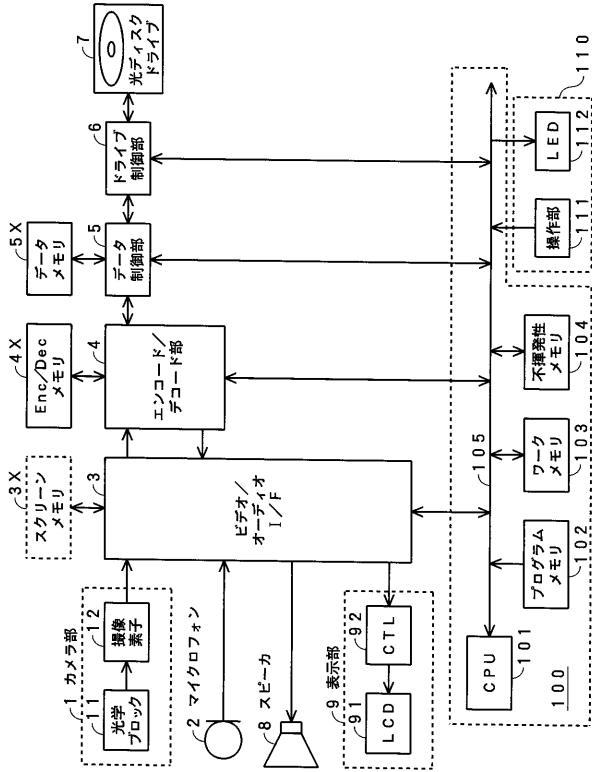 1 カメラ部
11
光学
ブロック
12
撮像
素子
2 マイクロフォン
8 スピーカ
9 表示部
91
LCD
92
CTL
3X
スクリーン
メモリ
3
ビデオ/
オーディオ
I/F
4X
Enc/Dec
メモリ
4
エンコード/
デコード部
5X
データ
メモリ
5
データ
制御部
6
ドライブ
制御部
7
光ディスク
ドライブ
100
CPU
101
プログラム
メモリ
102
105
ワーク
メモリ
103
不揮発性
メモリ
104
操作部
111
LED
112
110